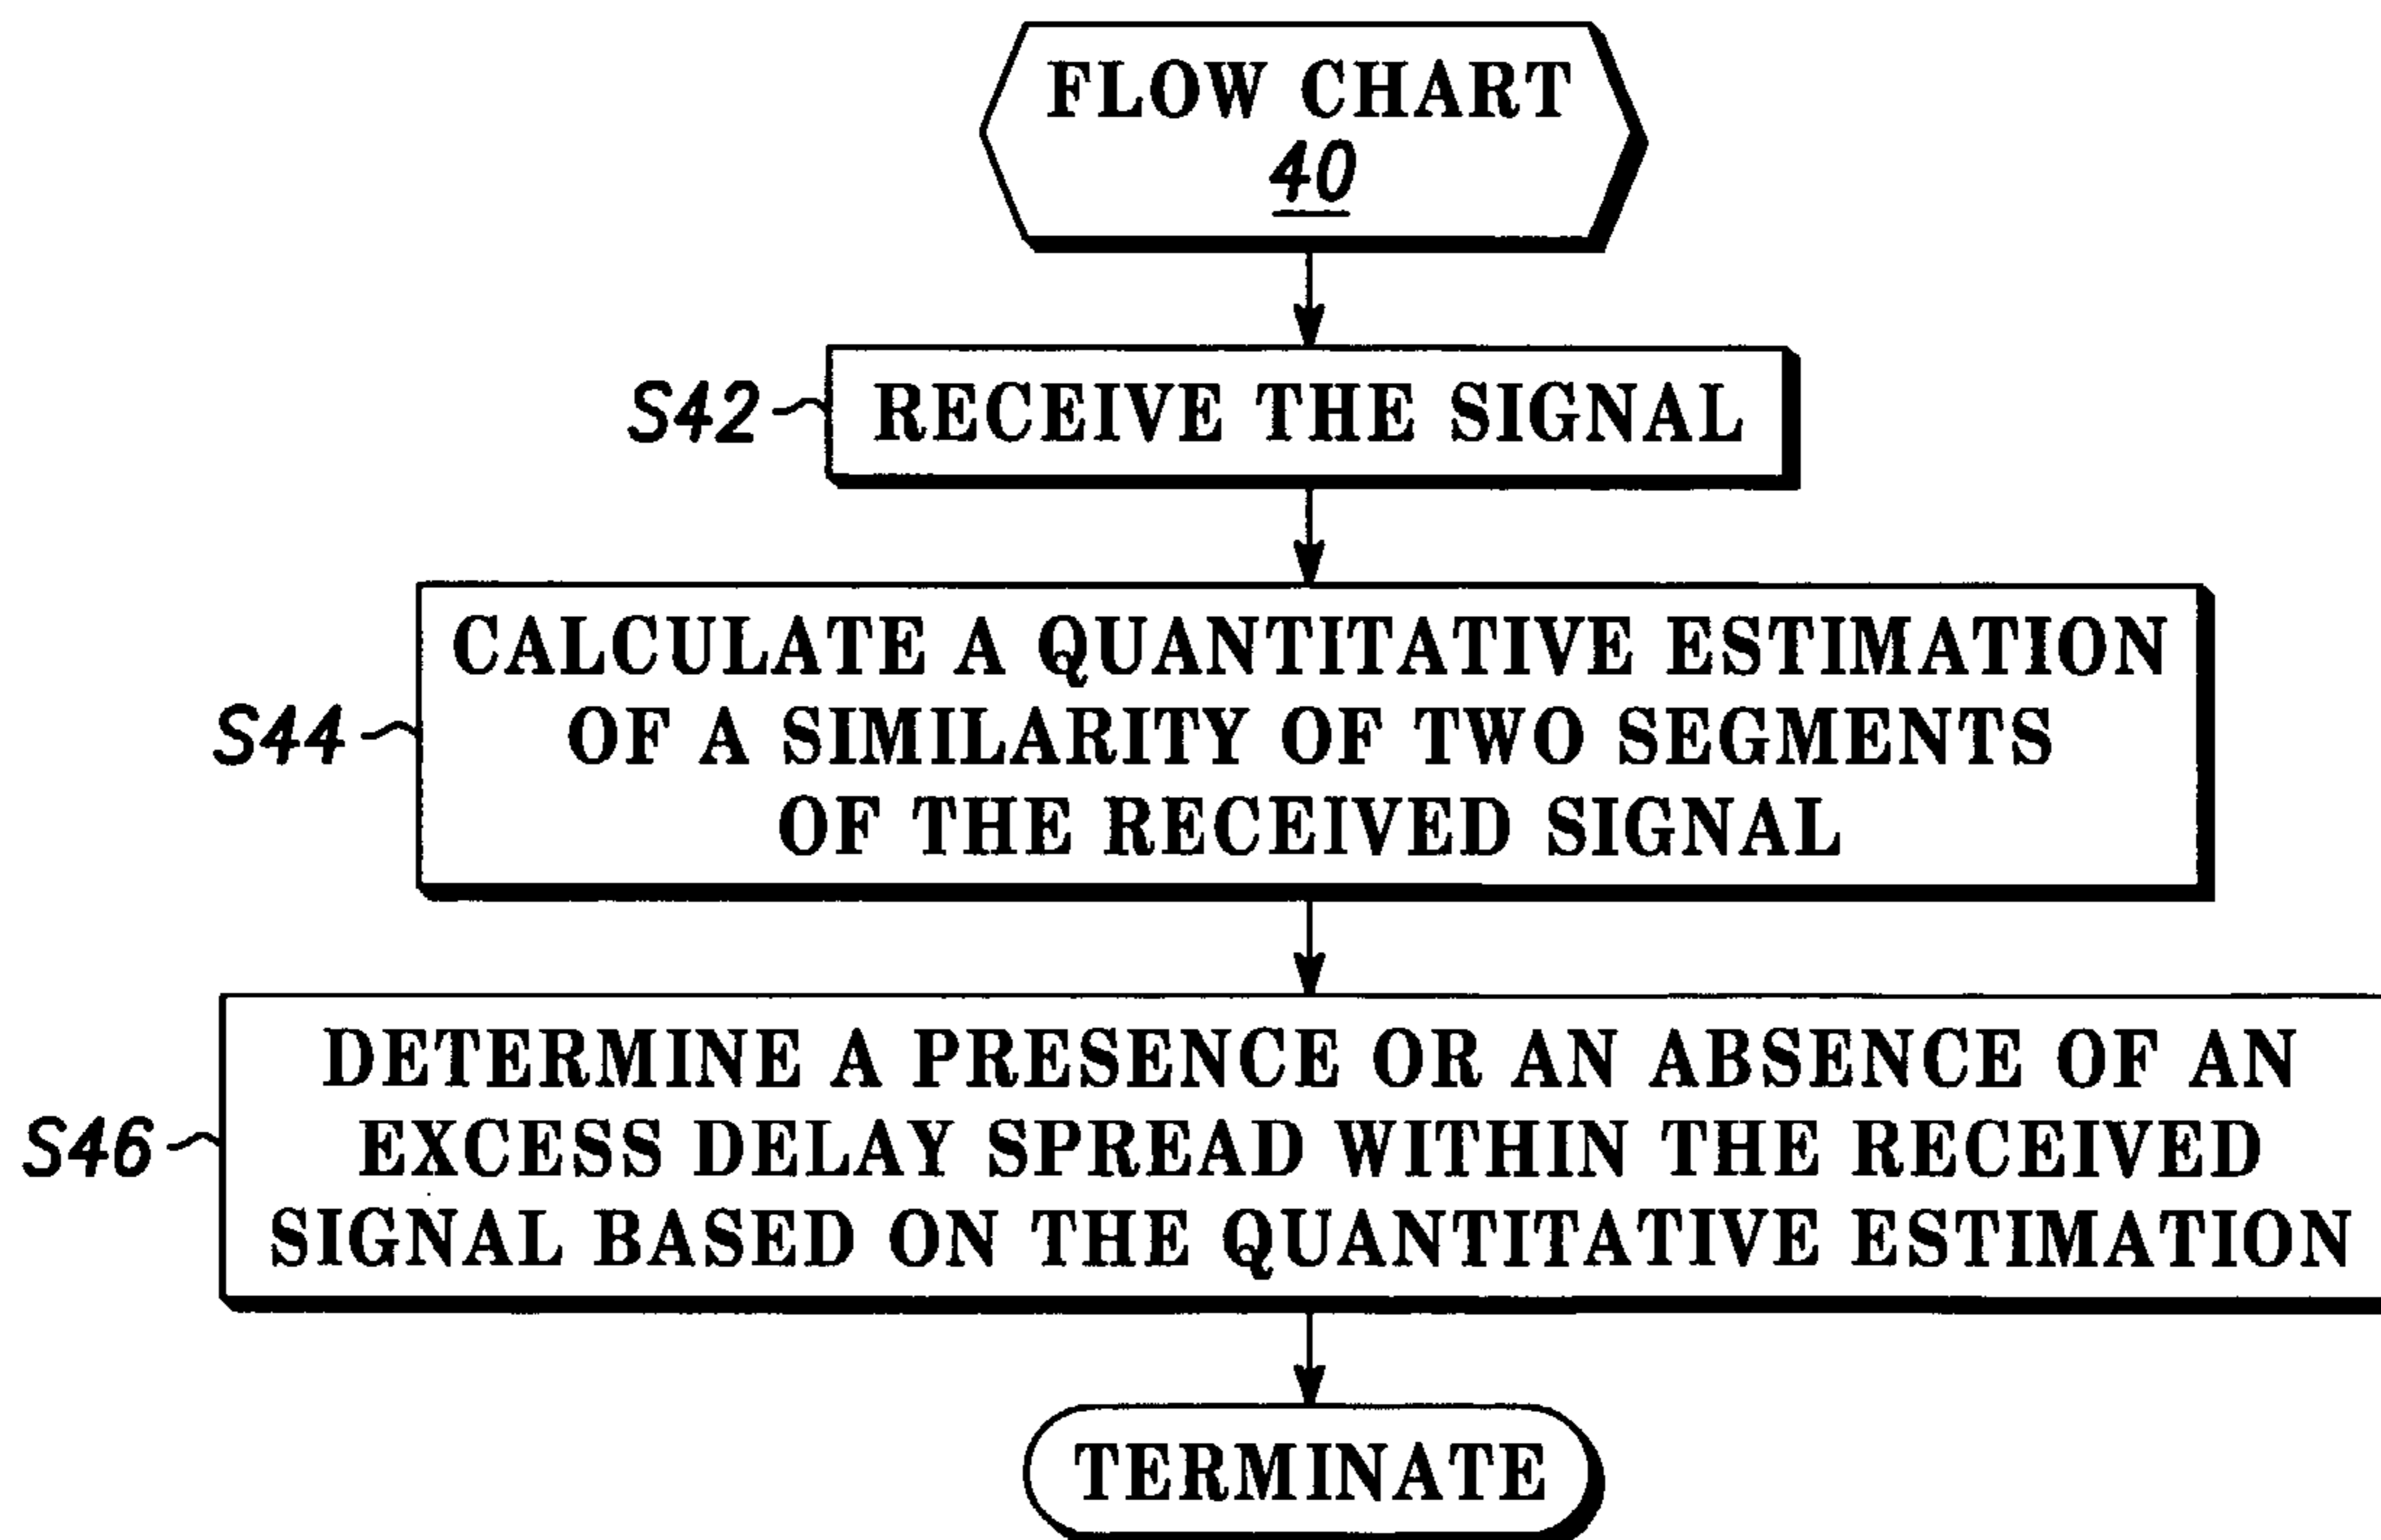 FLOW CHART
40
S42
RECEIVE THE SIGNAL
S44
CALCULATE A QUANTITATIVE ESTIMATION
OF A SIMILARITY OF TWO SEGMENTS
OF THE RECEIVED SIGNAL
S46
DETERMINE A PRESENCE OR AN ABSENCE OF AN
EXCESS DELAY SPREAD WITHIN THE RECEIVED
SIGNAL BASED ON THE QUANTITATIVE ESTIMATION
TERMINATE